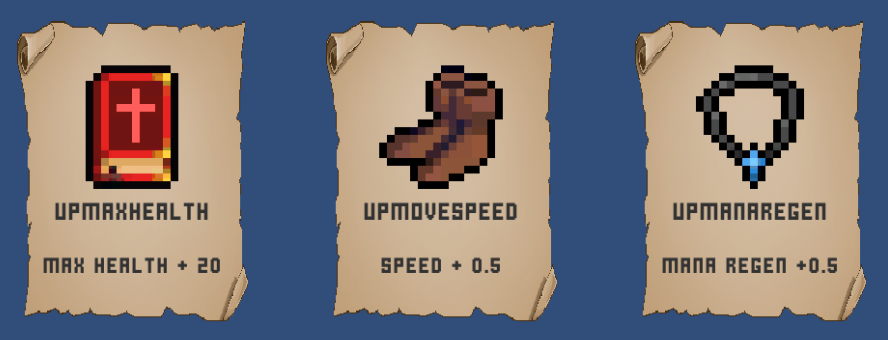 UPMAXHEALTH
MAX HEALTH + 20
UPMOVESPEED
SPEED + 0.5
UPMANAREGEN
MANA REGEN +0.5